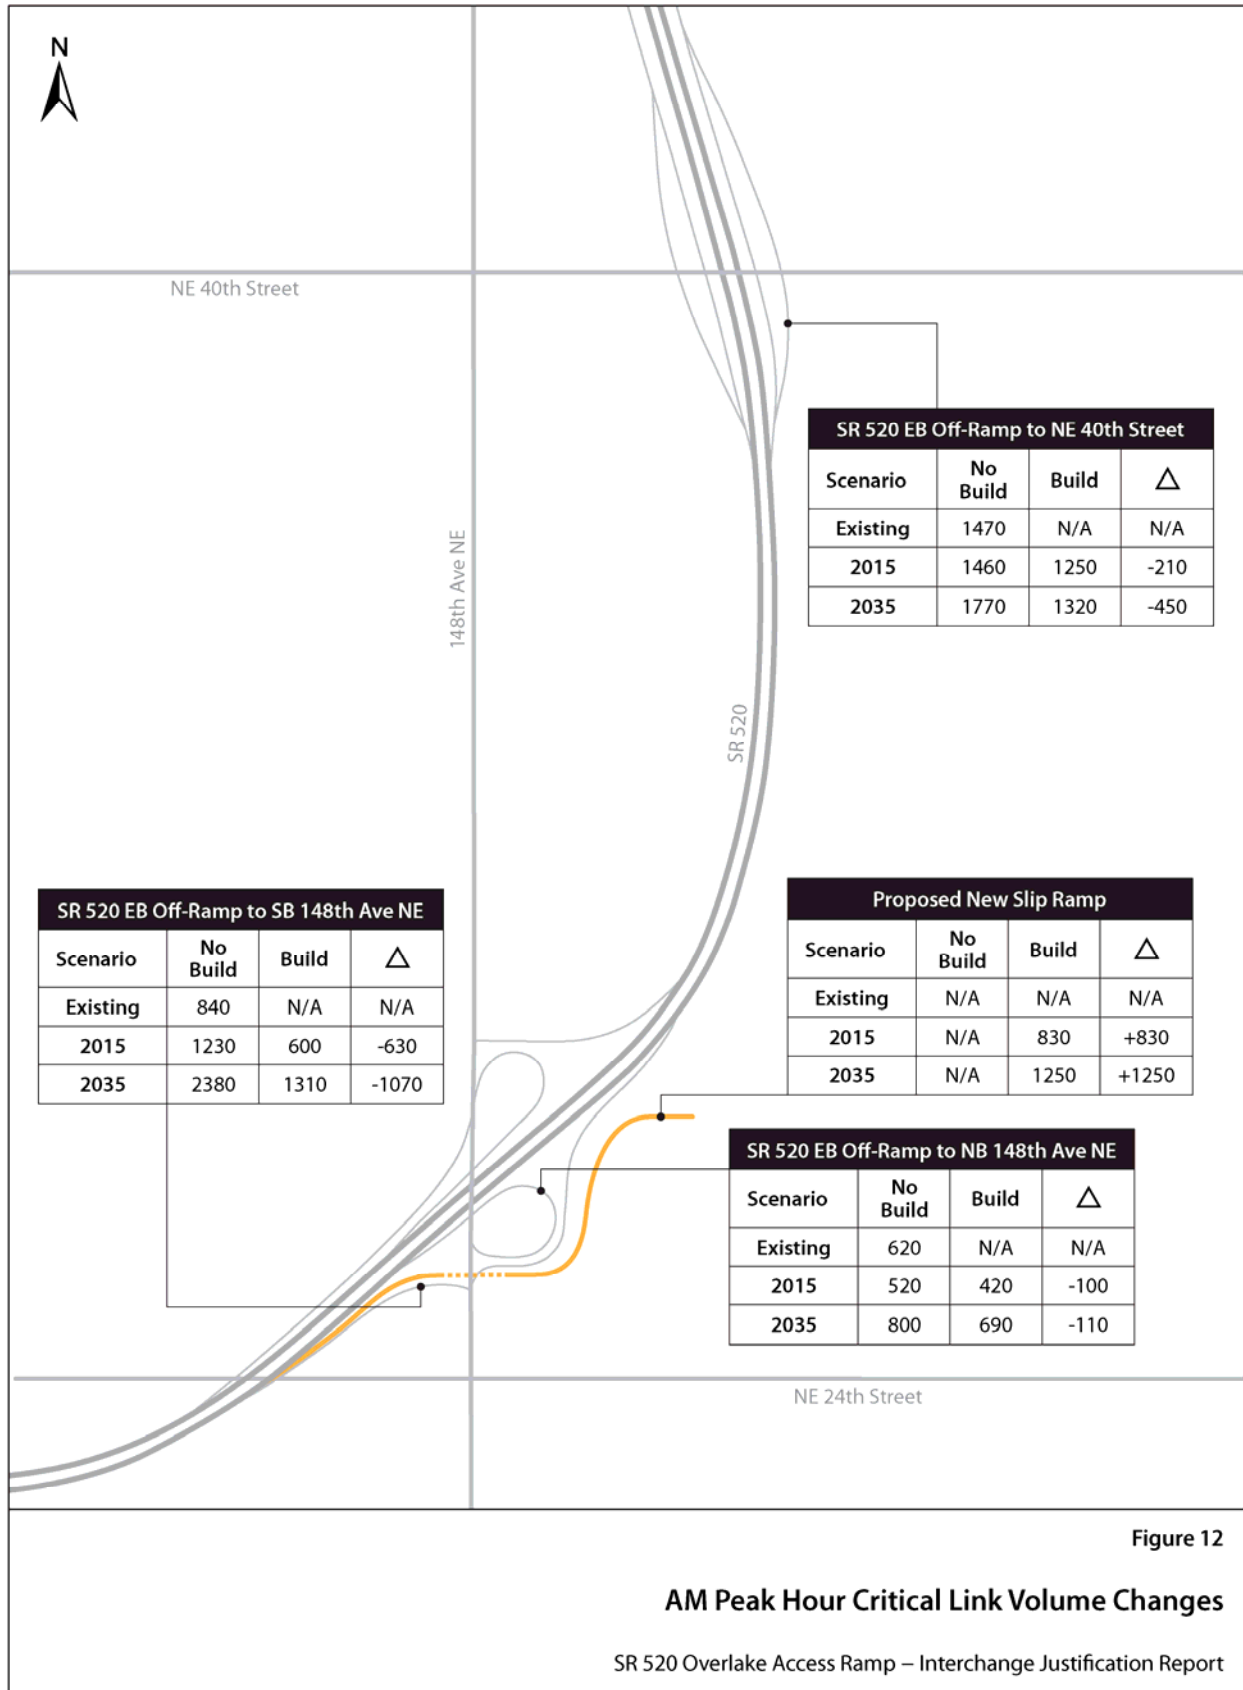 N
NE 40th Street
148th Ave NE
SR 520
SR 520 EB Off-Ramp to NE 40th Street
Scenario No Build Build △
Existing 1470 N/A N/A
2015 1460 1250 -210
2035 1770 1320 -450
SR 520 EB Off-Ramp to SB 148th Ave NE
Scenario No Build Build △
Existing 840 N/A N/A
2015 1230 600 -630
2035 2380 1310 -1070
Proposed New Slip Ramp
Scenario No Build Build △
Existing N/A N/A N/A
2015 N/A 830 +830
2035 N/A 1250 +1250
SR 520 EB Off-Ramp to NB 148th Ave NE
Scenario No Build Build △
Existing 620 N/A N/A
2015 520 420 -100
2035 800 690 -110
NE 24th Street
Figure 12
AM Peak Hour Critical Link Volume Changes
SR 520 Overlake Access Ramp – Interchange Justification Report